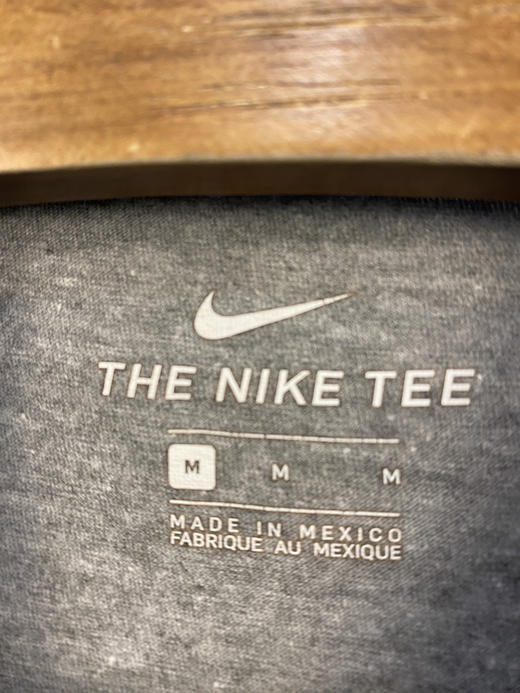 THE NIKE TEE
M M M
MADE IN MEXICO
FABRIQUE AU MEXIQUE